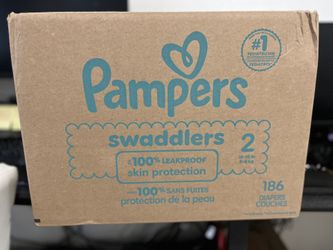 #1
Pampers
swaddlers
2
100% LEAKPROOF
skin protection
100% SANS FUITES
protection de la peau
186
DIAPERS
COUCHES